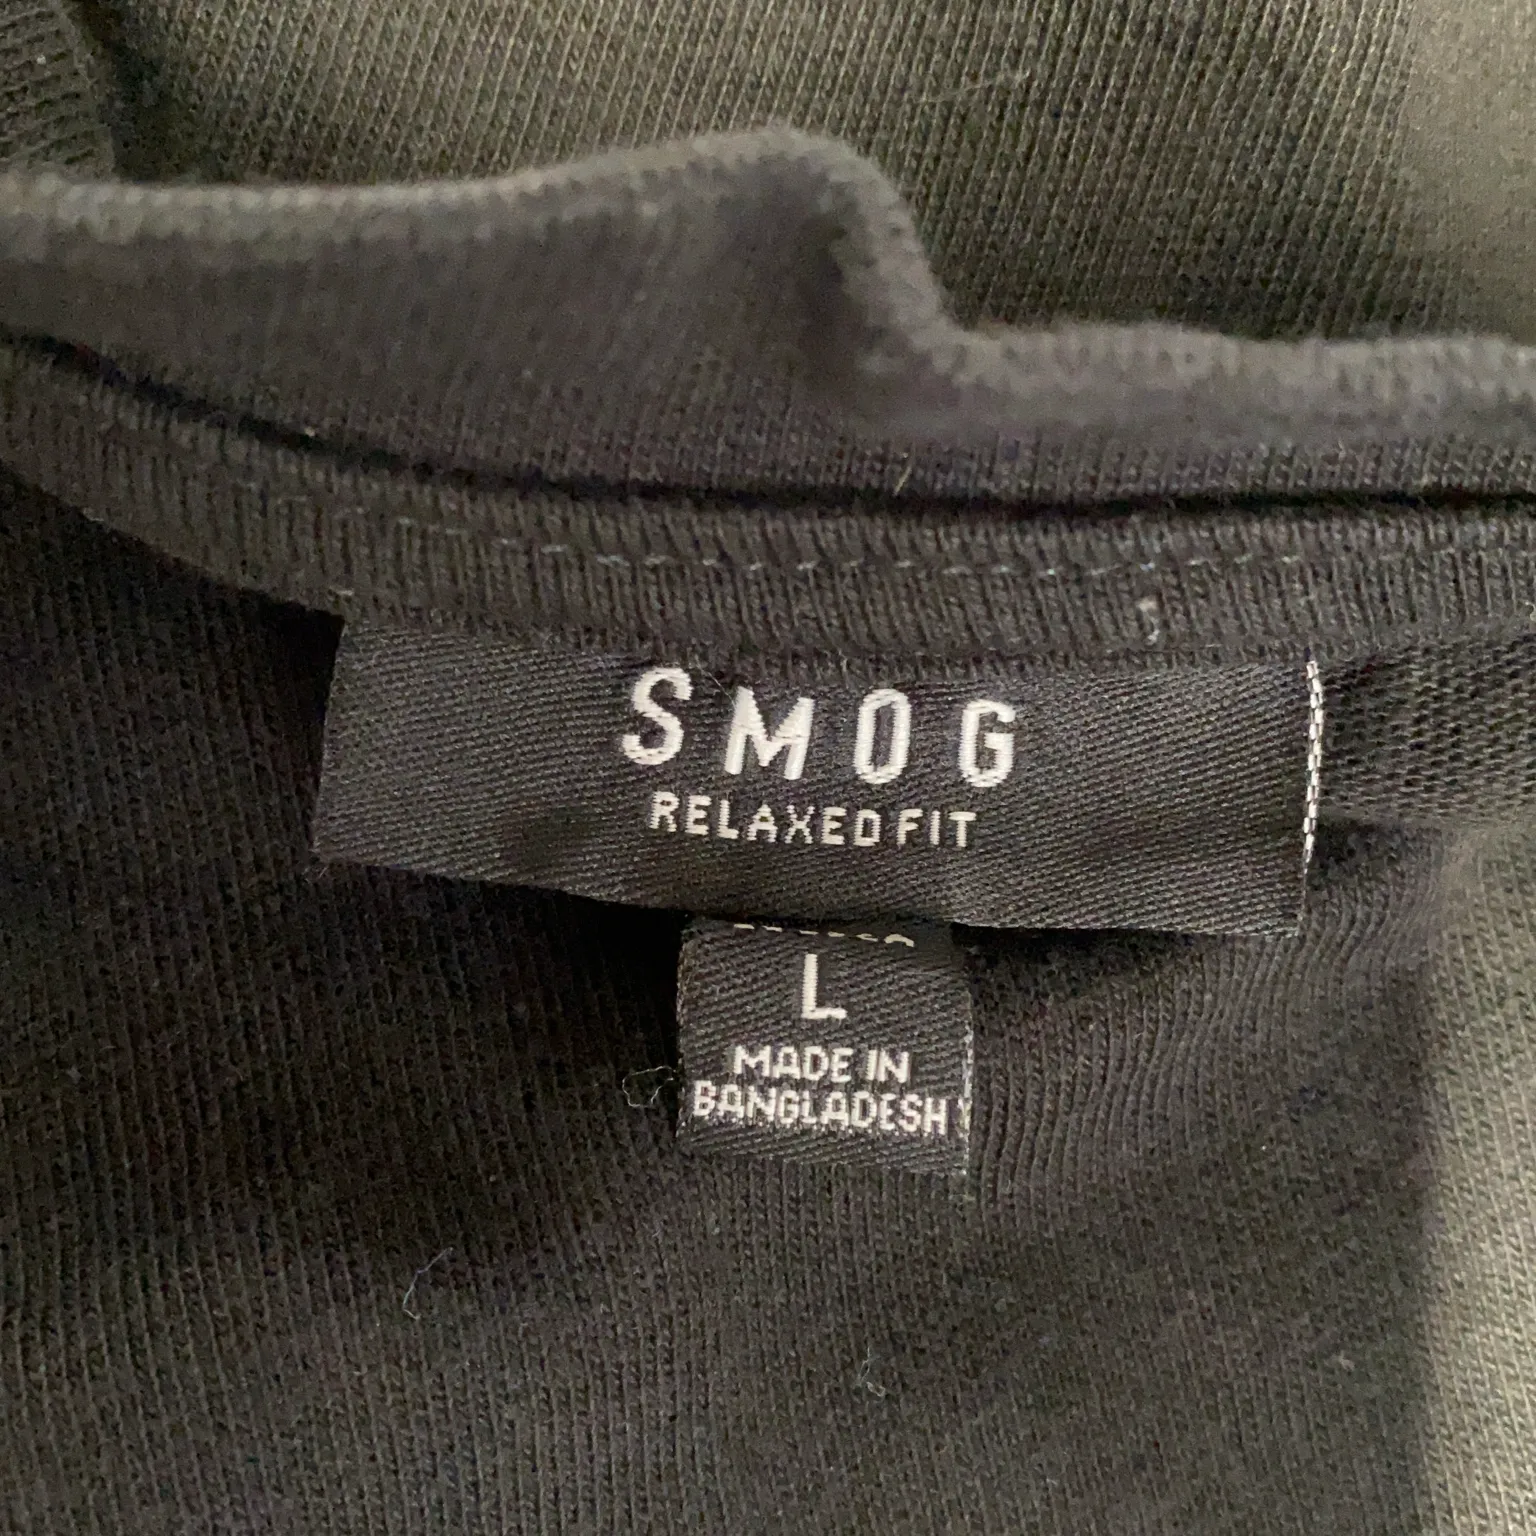 SMOG
RELAXED FIT
L
MADE IN
BANGLADESH